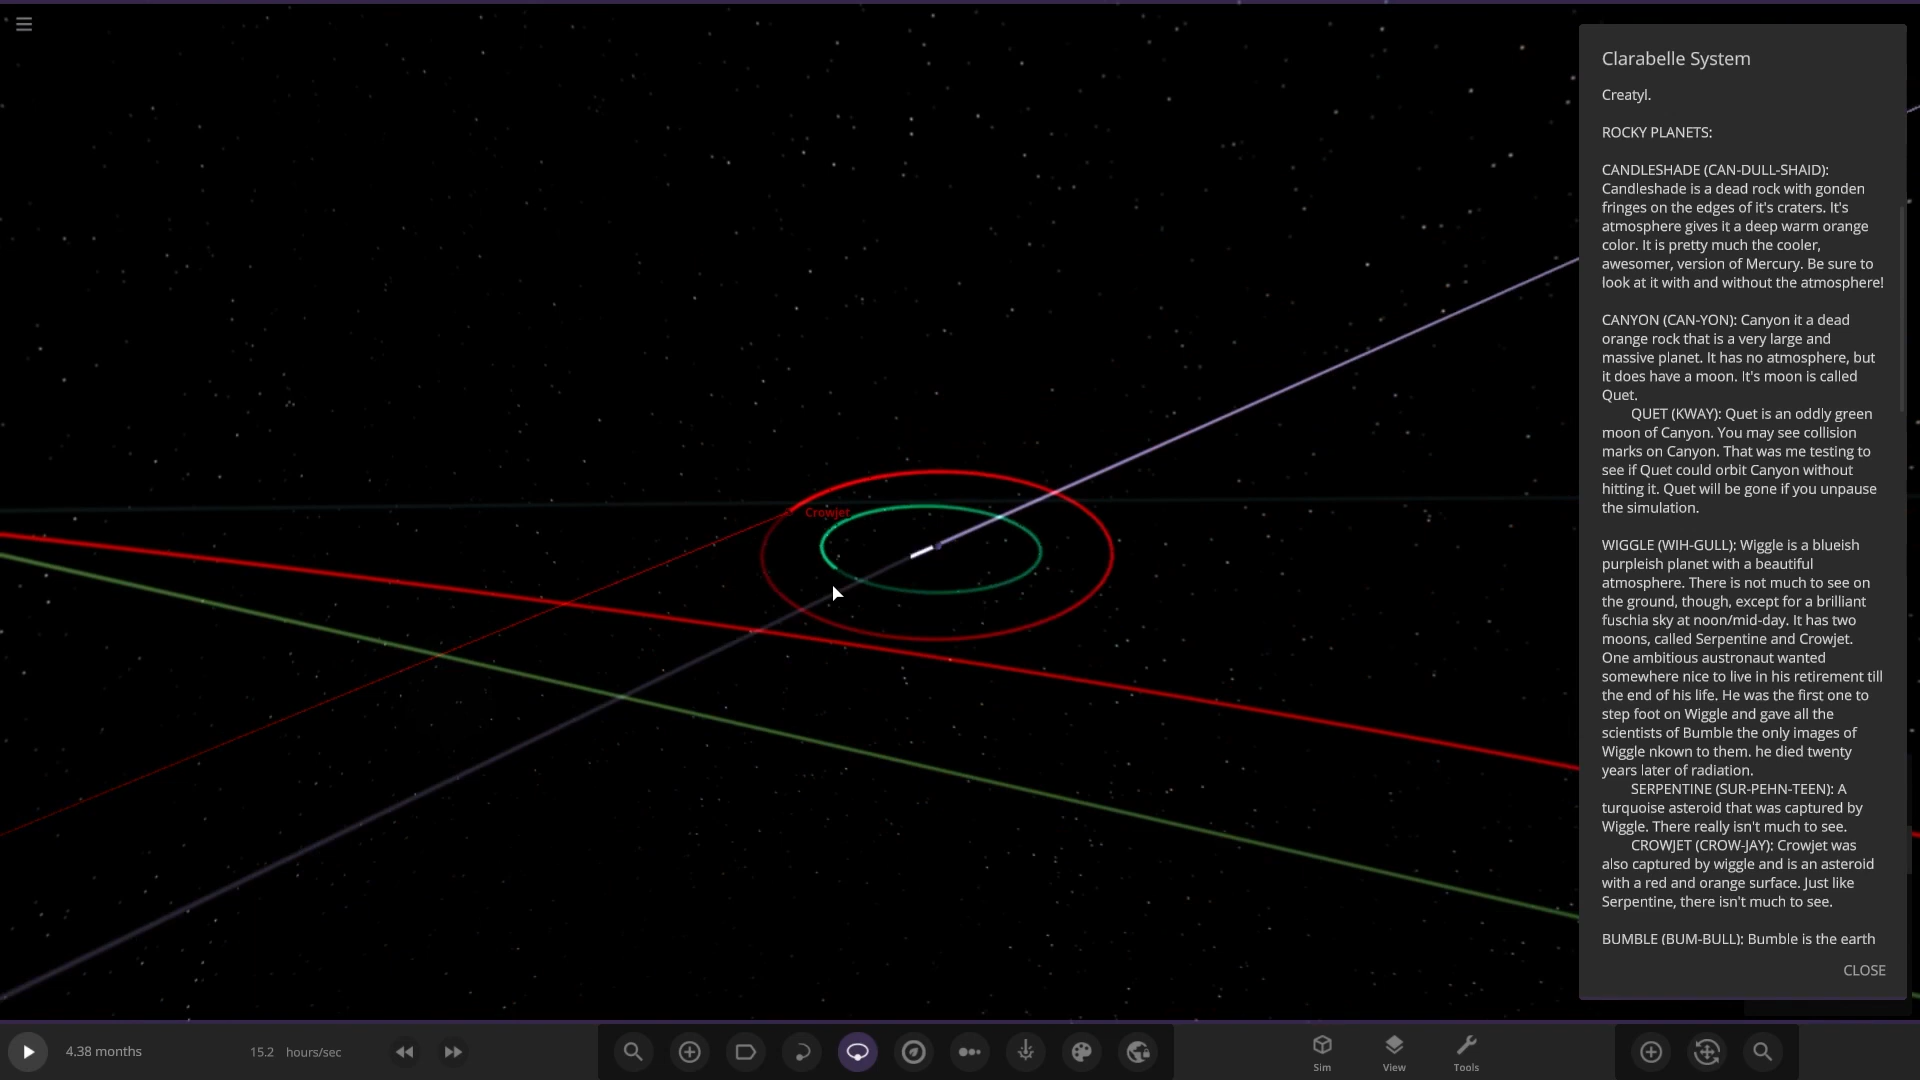 Clarabelle System
Creatyl.
ROCKY PLANETS:
CANDLESHADE (CAN-DULL-SHAID):
Candleshade is a dead rock with gonden
fringes on the edges of it's craters. It's
atmosphere gives it a deep warm orange
color. It is pretty much the cooler,
awesomer, version of Mercury. Be sure to
look at it with and without the atmosphere!
CANYON (CAN-YON): Canyon it a dead
orange rock that is a very large and
massive planet. It has no atmosphere, but
it does have a moon. It's moon is called
Quet.
QUET (KWAY): Quet is an oddly green
moon of Canyon. You may see collision
marks on Canyon. That was me testing to
see if Quet could orbit Canyon without
hitting it. Quet will be gone if you unpause
the simulation.
WIGGLE (WIH-GULL): Wiggle is a blueish
purpleish planet with a beautiful
atmosphere. There is not much to see on
the ground, though, except for a brilliant
fuschia sky at noon/mid-day. It has two
moons, called Serpentine and Crowjet.
One ambitious austronaut wanted
somewhere nice to live in his retirement till
the end of his life. He was the first one to
step foot on Wiggle and gave all the
scientists of Bumble the only images of
Wiggle nkown to them. he died twenty
years later of radiation.
SERPENTINE (SUR-PEHN-TEEN): A
turquoise asteroid that was captured by
Wiggle. There really isn't much to see.
CROWJET (CROW-JAY): Crowjet was
also captured by wiggle and is an asteroid
with a red and orange surface. Just like
Serpentine, there isn't much to see.
BUMBLE (BUM-BULL): Bumble is the earth
CLOSE
Crowjet
4.38 months
15.2 hours/sec
Sim
View
Tools